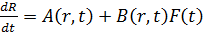 dR/dt = A(r, t) + B(r, t)F(t)